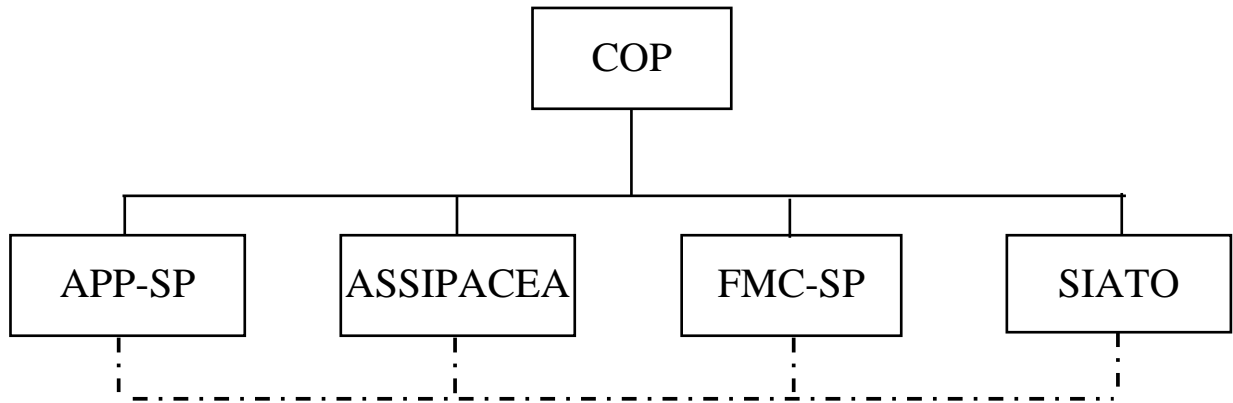 COP
APP-SP
ASSIPACEA
FMC-SP
SIATO